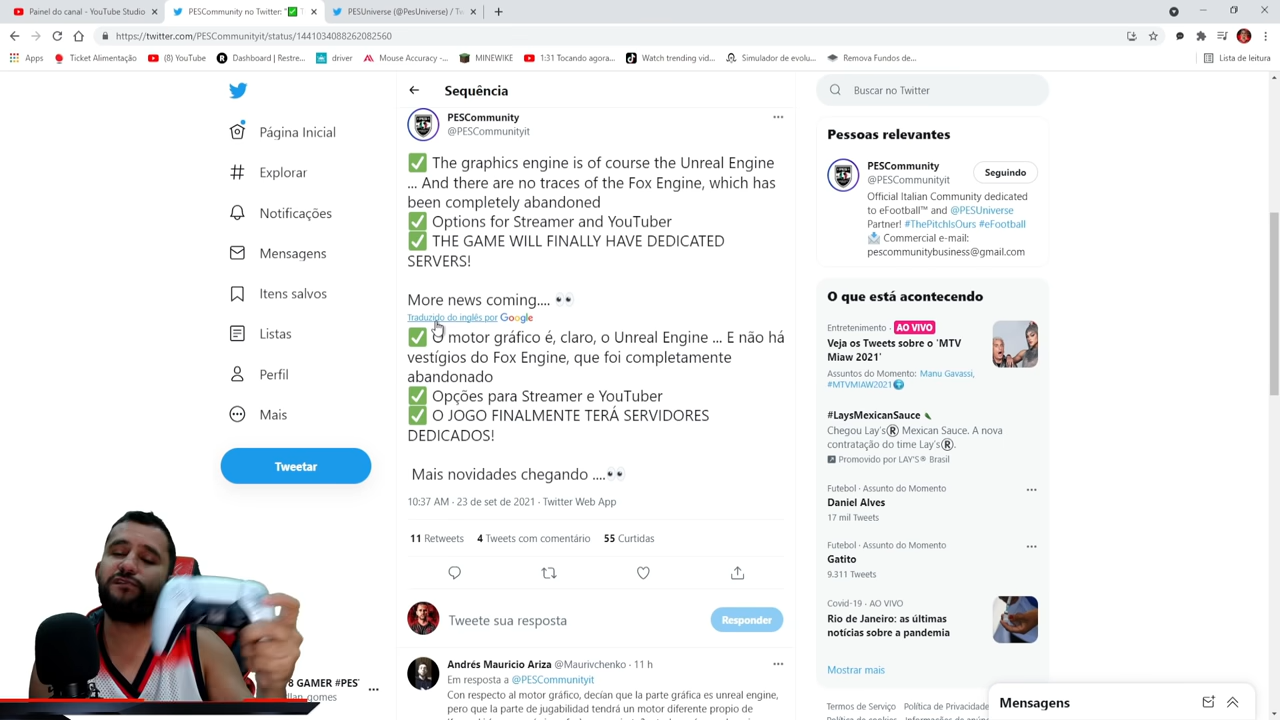 Painel do canal - YouTube Studio
PESCommunity no Twitter: "✅ T
PESUniverse (@PesUniverse) / Tw
https://twitter.com/PESCommunityit/status/1441034088262082560
Apps
Ticket Alimentação
(8) YouTube
Dashboard | Restre...
driver
Mouse Accuracy -...
MINEWIKE
1:31 Tocando agora...
Watch trending vid...
Simulador de evolu...
Remova Fundos de...
Lista de leitura
Página Inicial
Explorar
Notificações
Mensagens
Itens salvos
Listas
Perfil
Mais
Tweetar
8 GAMER #PES'
llan_gomes
Sequência
PESCommunity
@PESCommunityit
✅ The graphics engine is of course the Unreal Engine
... And there are no traces of the Fox Engine, which has
been completely abandoned
✅ Options for Streamer and YouTuber
✅ THE GAME WILL FINALLY HAVE DEDICATED
SERVERS!
More news coming.... 👀
Traduzido do inglês por Google
✅ O motor gráfico é, claro, o Unreal Engine ... E não há
vestígios do Fox Engine, que foi completamente
abandonado
✅ Opções para Streamer e YouTuber
✅ O JOGO FINALMENTE TERÁ SERVIDORES
DEDICADOS!
Mais novidades chegando ....👀
10:37 AM · 23 de set de 2021 · Twitter Web App
11 Retweets 4 Tweets com comentário 55 Curtidas
Tweete sua resposta
Responder
Andrés Mauricio Ariza @Maurivchenko · 11 h
Em resposta a @PESCommunityit
Con respecto al motor gráfico, decían que la parte gráfica es unreal engine,
pero que la parte de jugabilidad tendrá un motor diferente propio de
Buscar no Twitter
Pessoas relevantes
PESCommunity
@PESCommunityit
Seguindo
Official Italian Community dedicated
to eFootball™ and @PESUniverse
Partner! #ThePitchIsOurs #eFootball
📩 Commercial e-mail:
pescommunitybusiness@gmail.com
O que está acontecendo
Entretenimento · AO VIVO
Veja os Tweets sobre o 'MTV
Miaw 2021'
Assuntos do Momento: Manu Gavassi,
#MTVMIAW2021
#LaysMexicanSauce
Chegou Lay's®️ Mexican Sauce. A nova
contratação do time Lay's®️.
Promovido por LAY'S® Brasil
Futebol · Assunto do Momento
Daniel Alves
17 mil Tweets
Futebol · Assunto do Momento
Gatito
9.311 Tweets
Covid-19 · AO VIVO
Rio de Janeiro: as últimas
notícias sobre a pandemia
Mostrar mais
Termos de Serviço Política de Privacidade
Mensagens